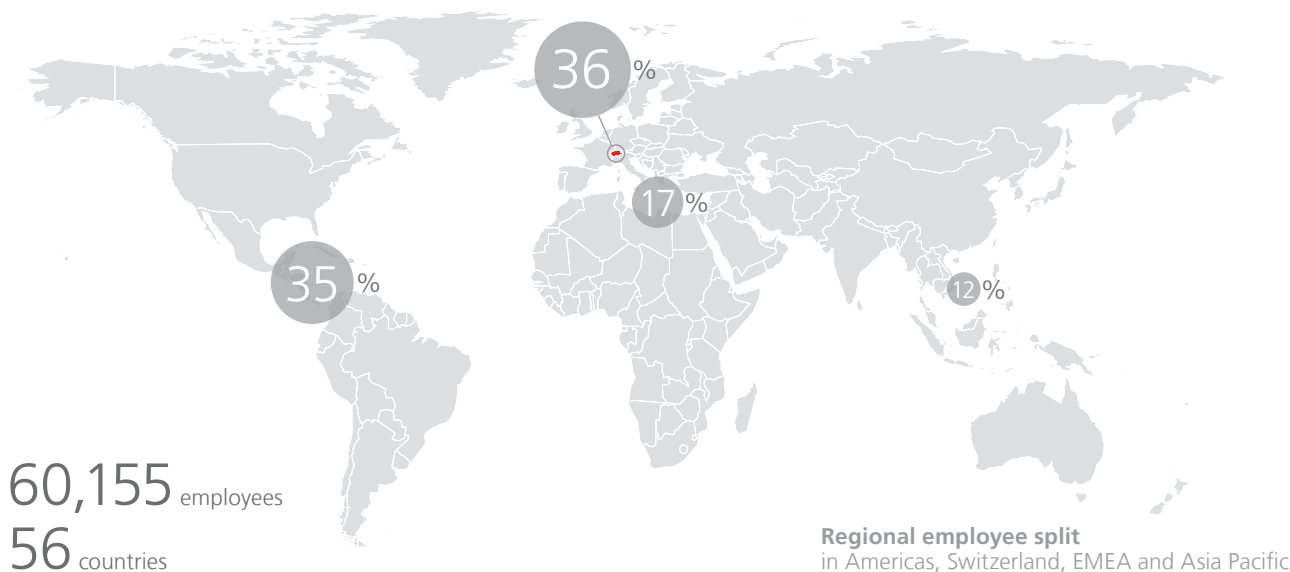 36 %
17 %
35 %
12 %
60,155 employees
56 countries
Regional employee split
in Americas, Switzerland, EMEA and Asia Pacific